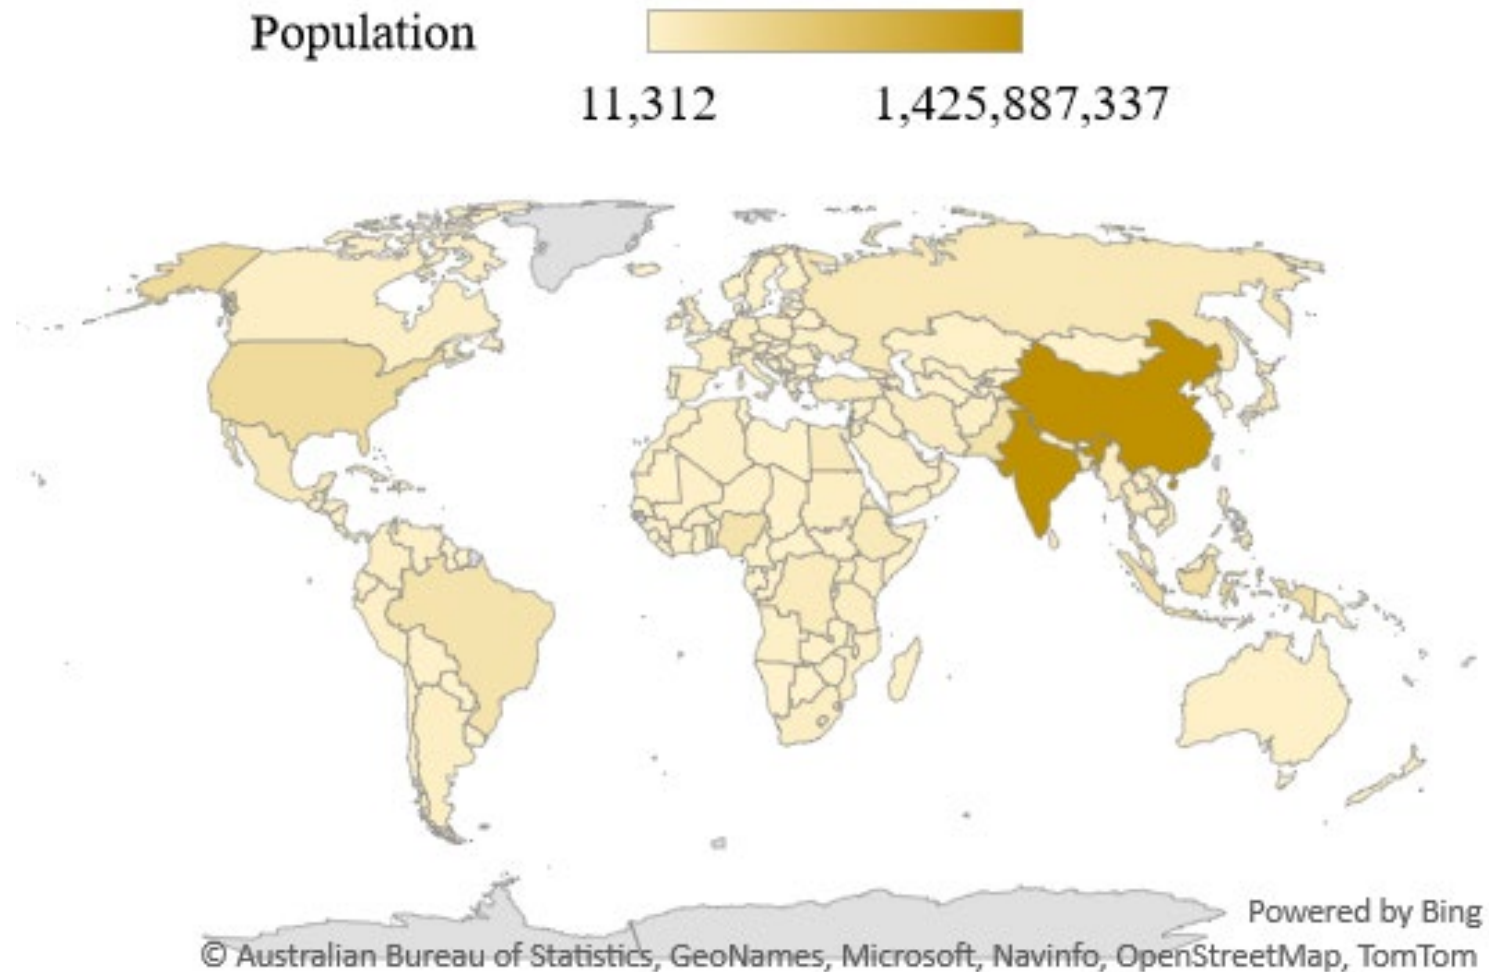 Population
11,312 1,425,887,337
Powered by Bing
© Australian Bureau of Statistics, GeoNames, Microsoft, Navinfo, OpenStreetMap, TomTom